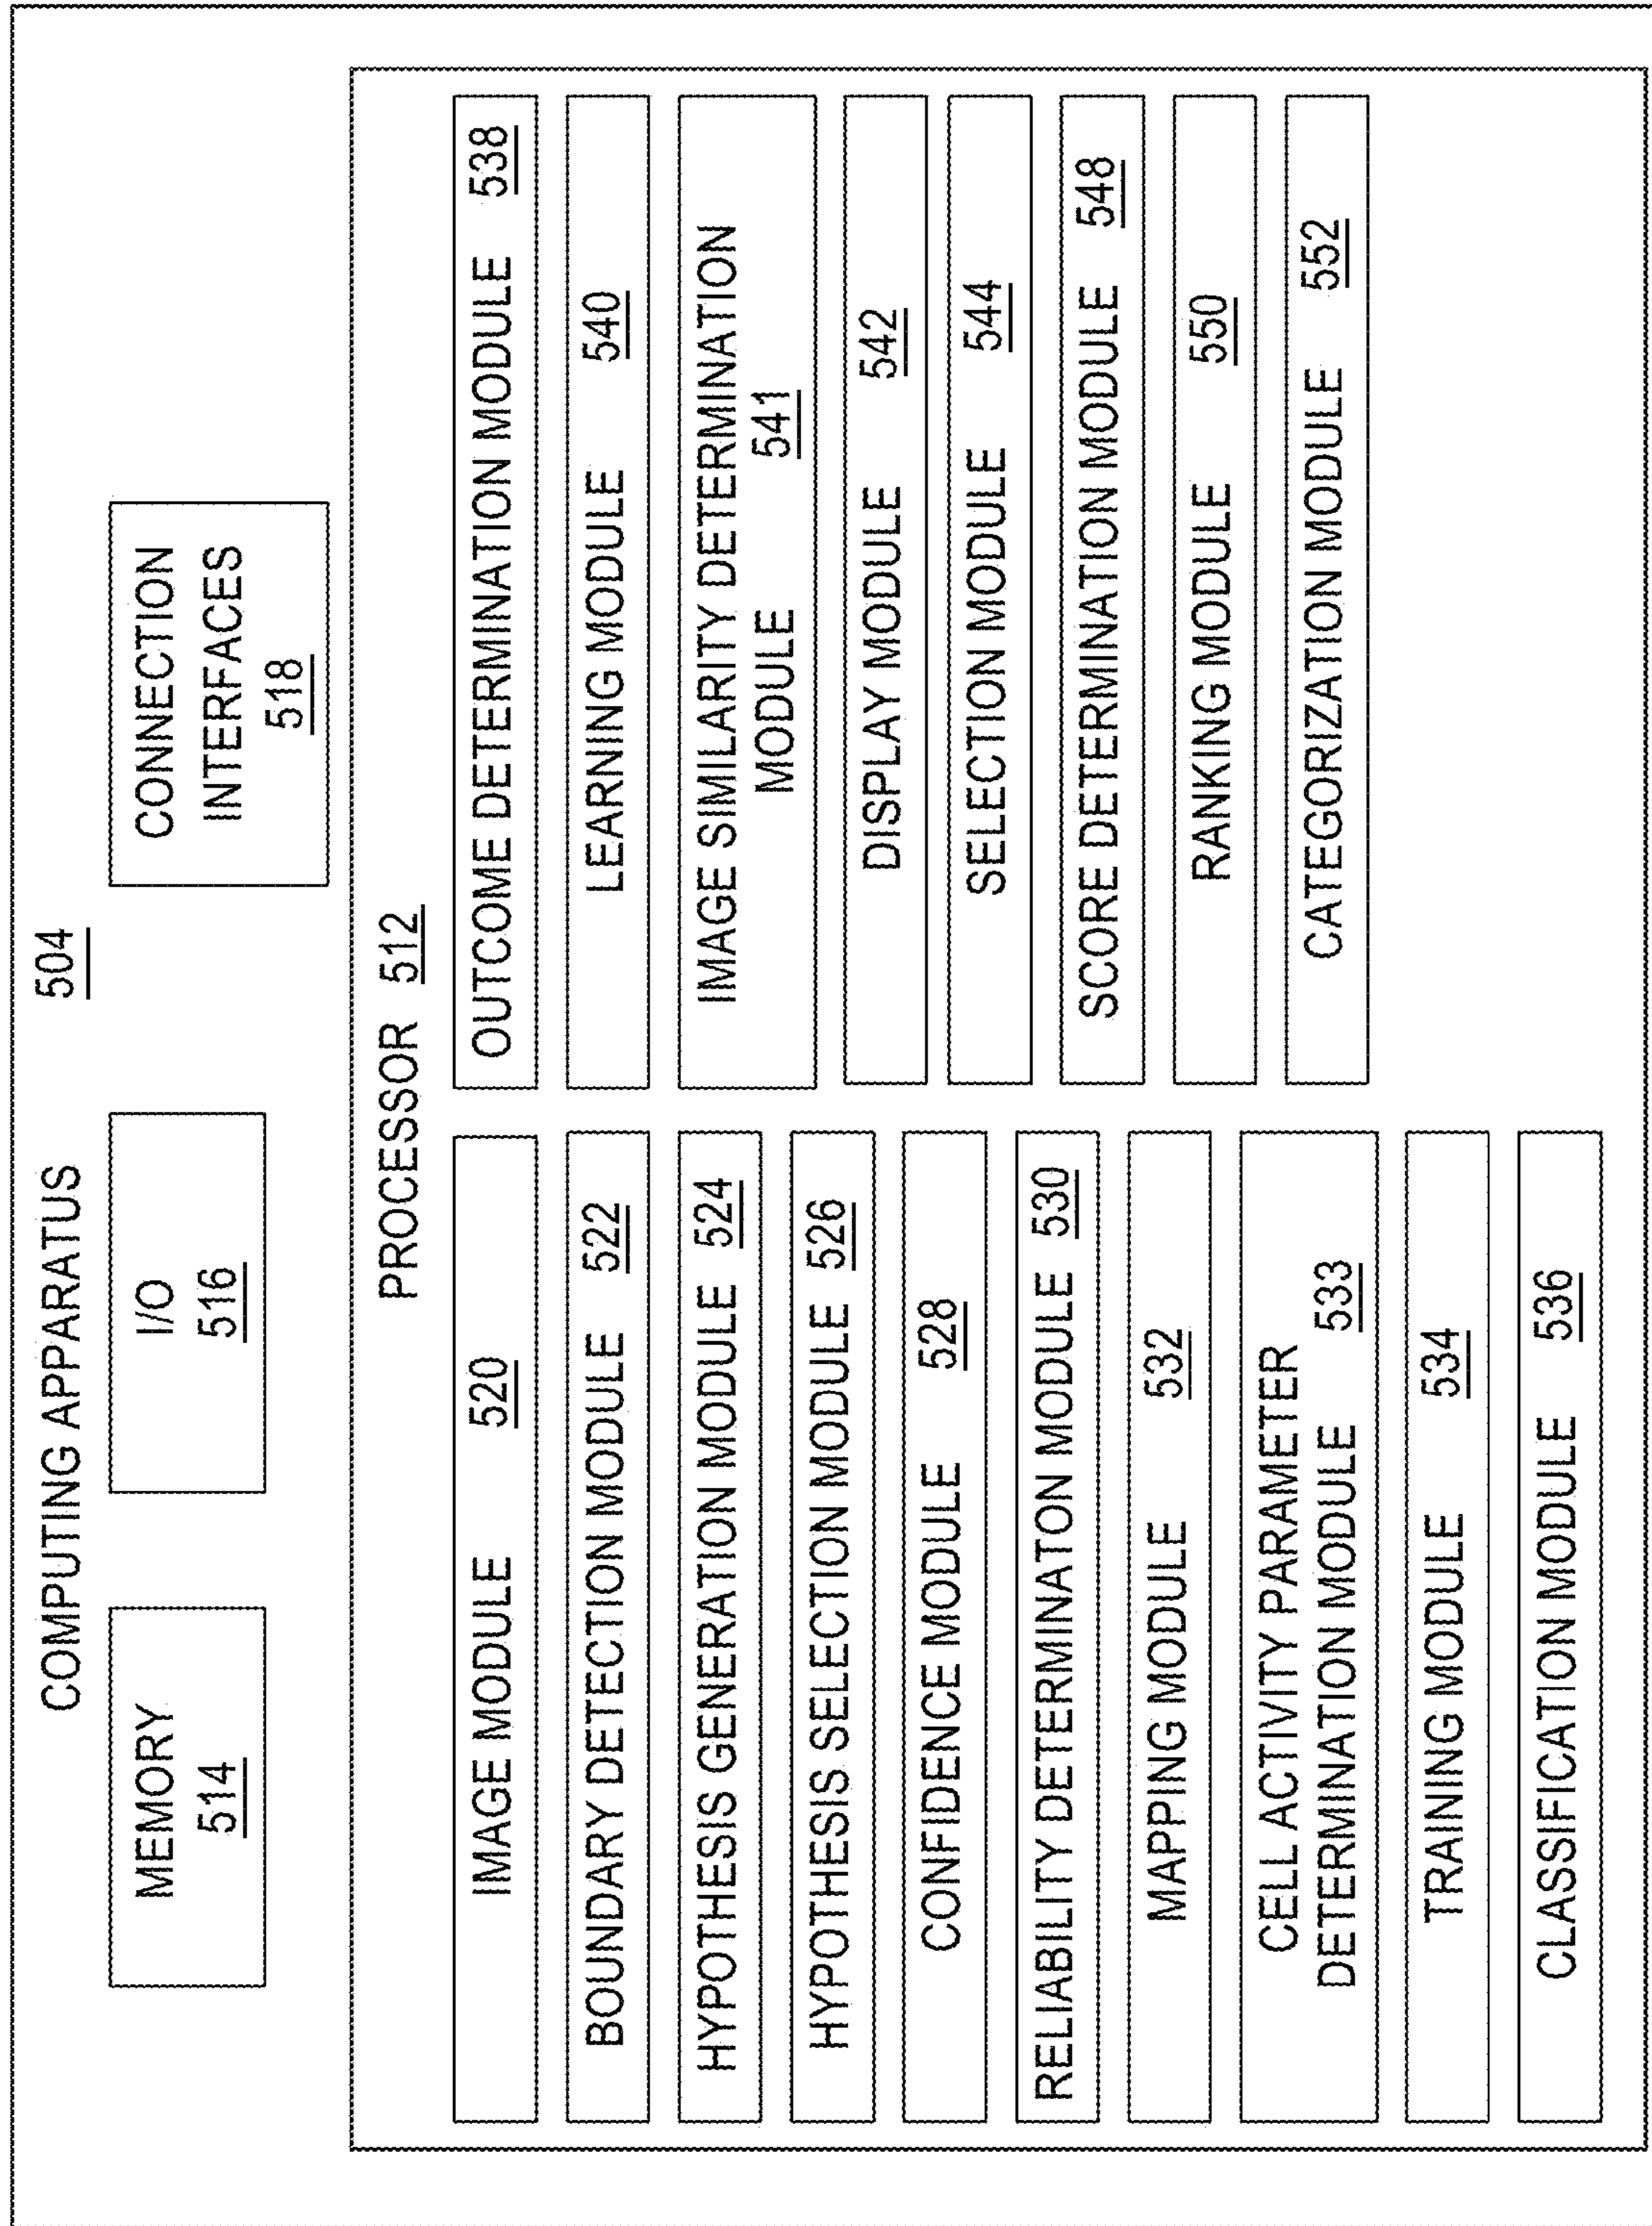 COMPUTING APPARATUS 504
MEMORY
514
I/O
516
CONNECTION
INTERFACES
518
PROCESSOR 512
IMAGE MODULE 520
BOUNDARY DETECTION MODULE 522
HYPOTHESIS GENERATION MODULE 524
HYPOTHESIS SELECTION MODULE 526
CONFIDENCE MODULE 528
RELIABILITY DETERMINATON MODULE 530
MAPPING MODULE 532
CELL ACTIVITY PARAMETER
DETERMINATION MODULE 533
TRAINING MODULE 534
CLASSIFICATION MODULE 536
OUTCOME DETERMINATION MODULE 538
LEARNING MODULE 540
IMAGE SIMILARITY DETERMINATION
MODULE 541
DISPLAY MODULE 542
SELECTION MODULE 544
SCORE DETERMINATION MODULE 548
RANKING MODULE 550
CATEGORIZATION MODULE 552